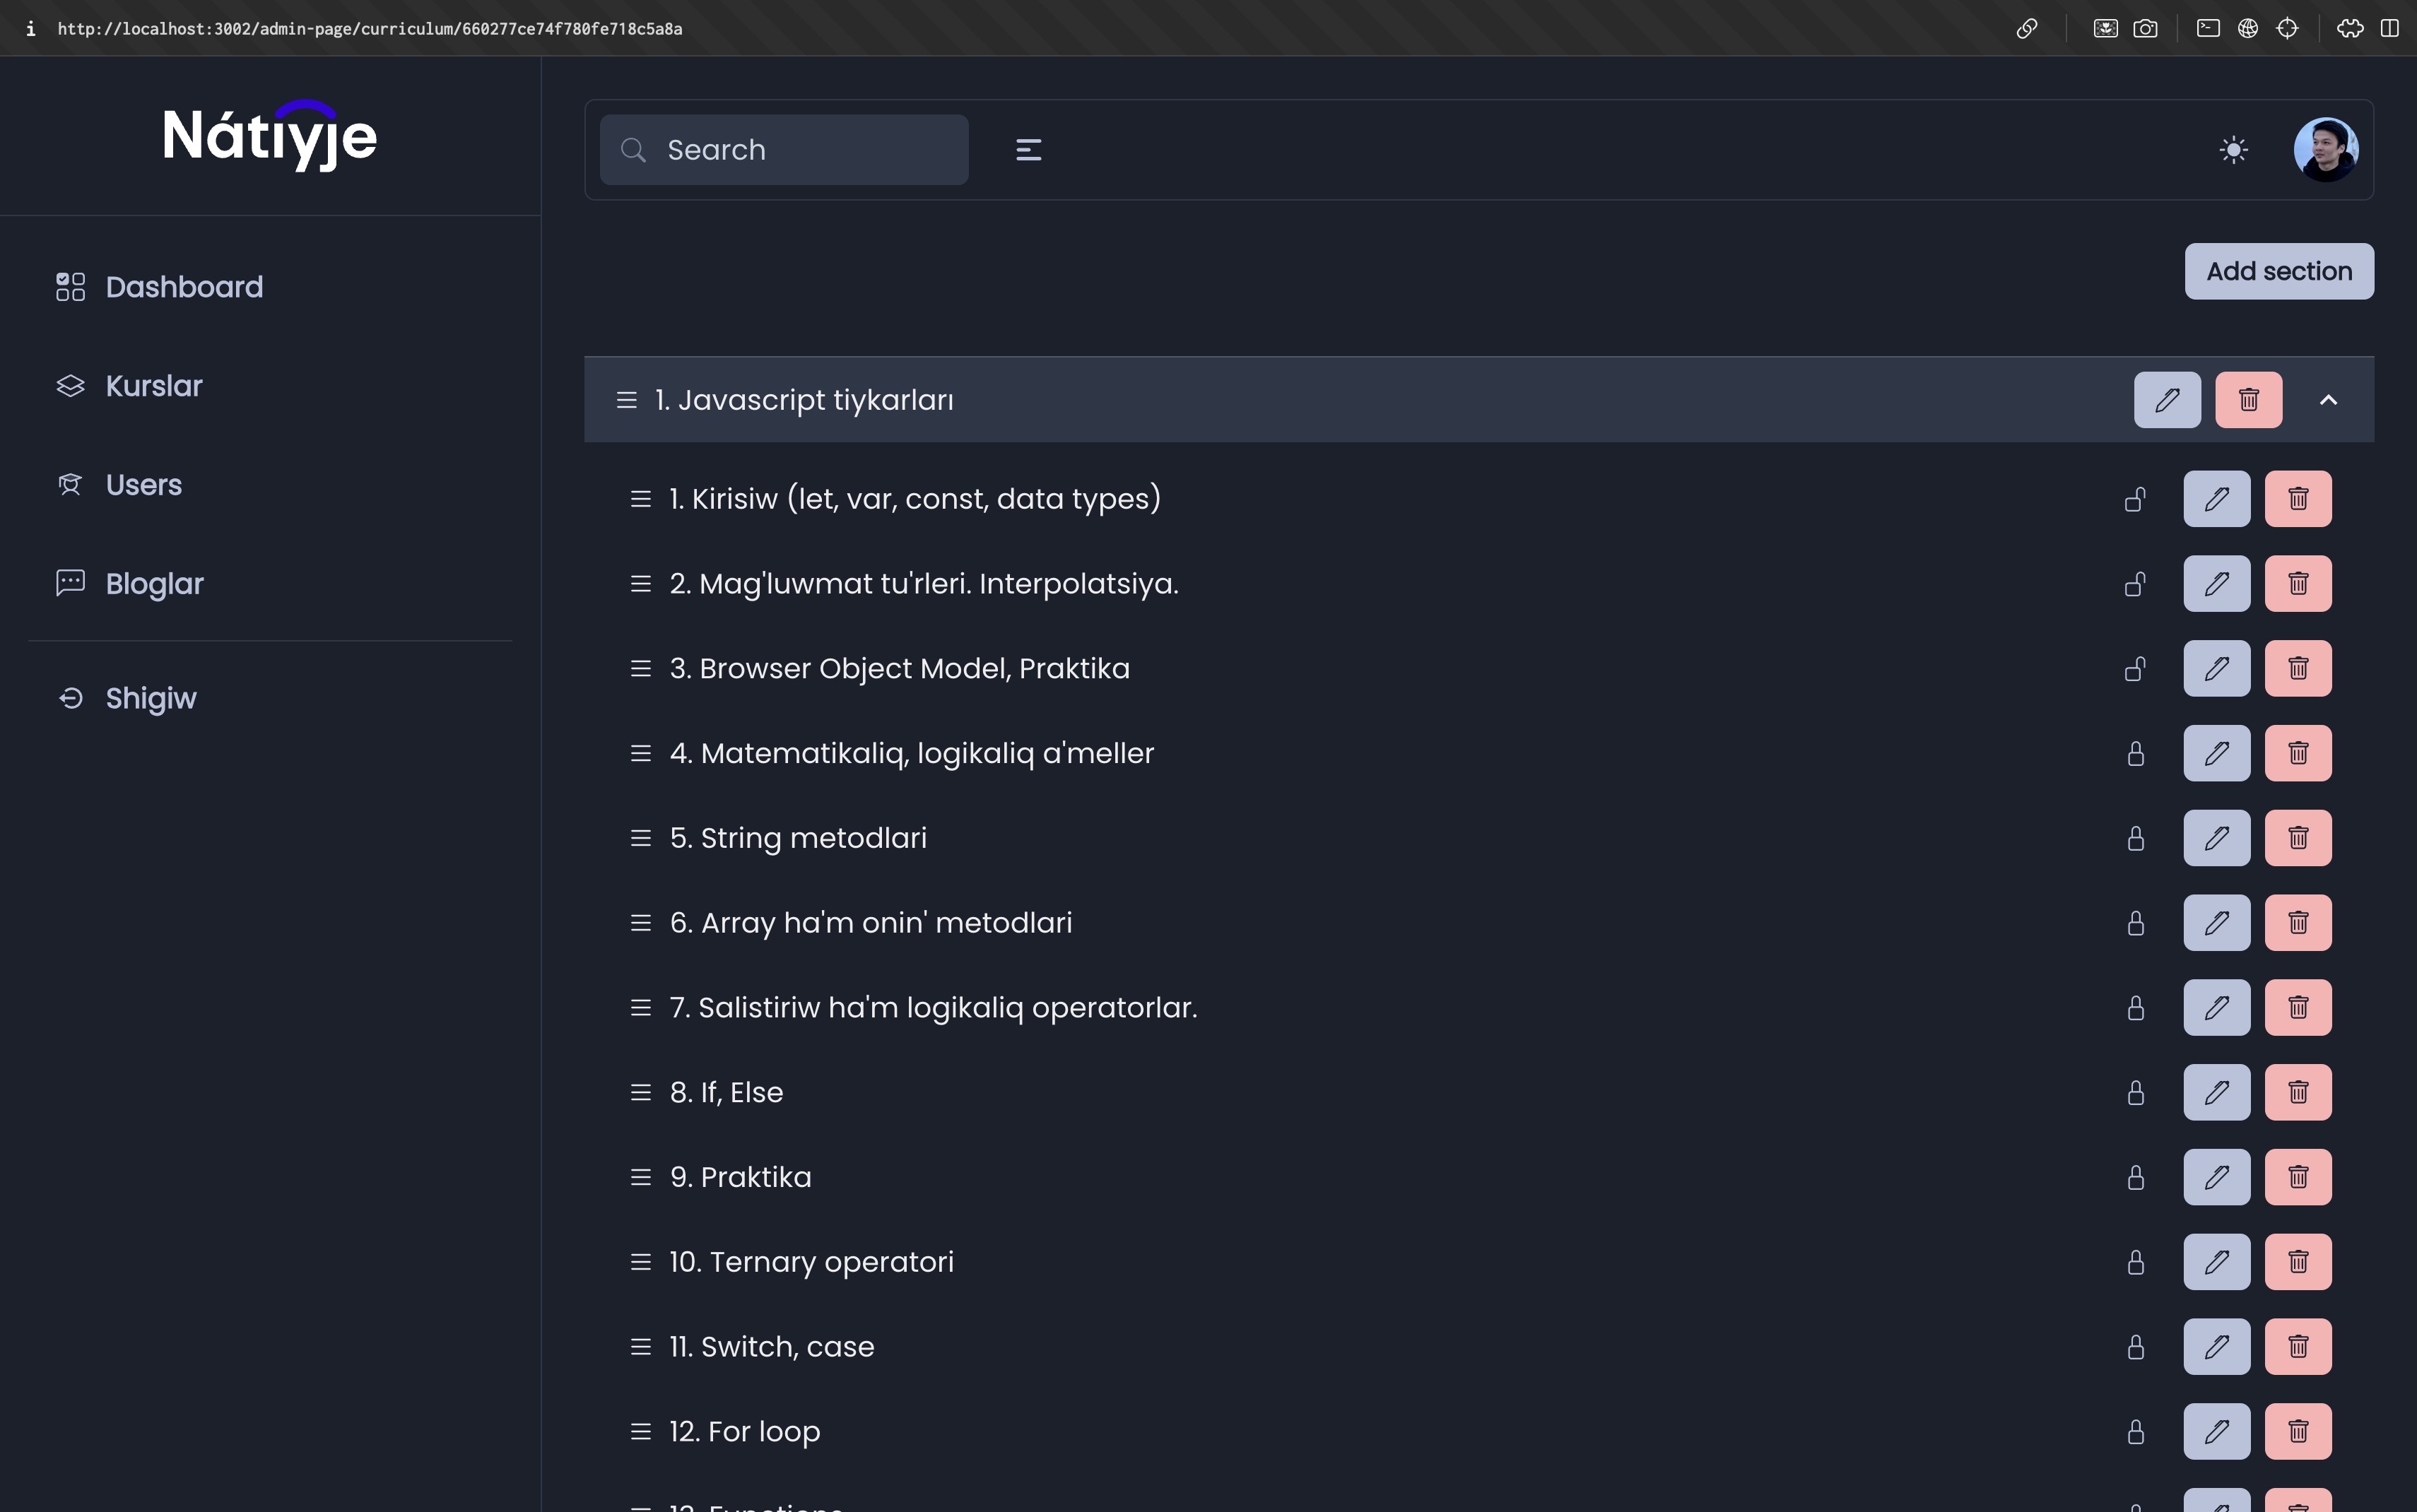 http://localhost:3002/admin-page/curriculum/660277ce74f780fe718c5a8a
Nátiyje
Search
Add section
Dashboard
Kurslar
Users
Bloglar
Shigiw
1. Javascript tiykarları
1. Kirisiw (let, var, const, data types)
2. Mag'luwmat tu'rleri. Interpolatsiya.
3. Browser Object Model, Praktika
4. Matematikaliq, logikaliq a'meller
5. String metodlari
6. Array ha'm onin' metodlari
7. Salistiriw ha'm logikaliq operatorlar.
8. If, Else
9. Praktika
10. Ternary operatori
11. Switch, case
12. For loop
13. Functions